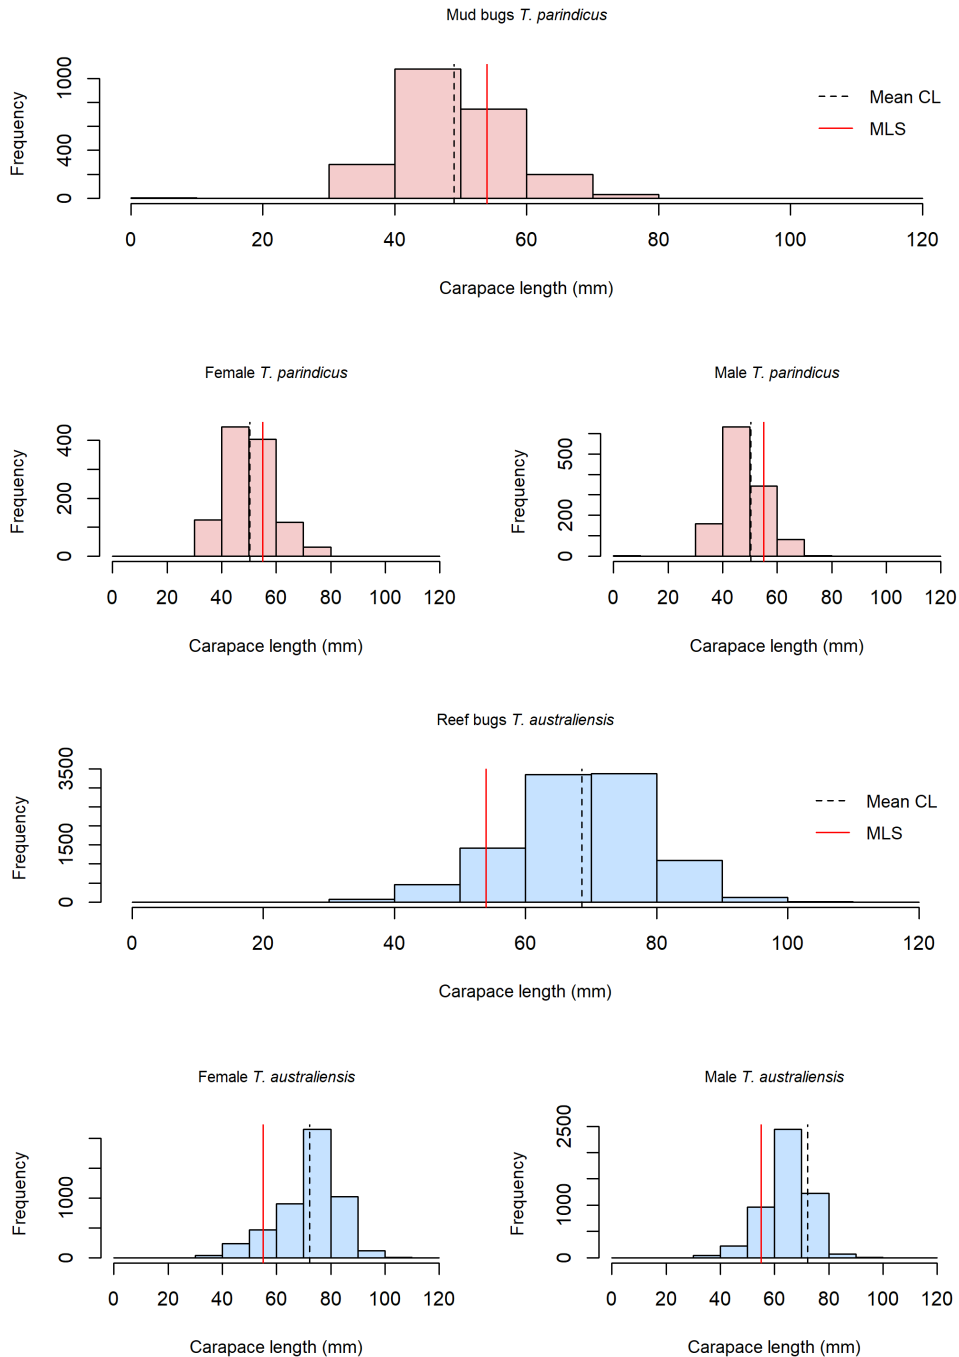 Mud bugs T. parindicus
Frequency
1000
400
0
Mean CL
MLS
0 20 40 60 80 100 120
Carapace length (mm)
Female T. parindicus
Frequency
400
200
0
0 20 40 60 80 100 120
Carapace length (mm)
Male T. parindicus
Frequency
500
200
0
0 20 40 60 80 100 120
Carapace length (mm)
Reef bugs T. australiensis
Frequency
3500
1500
0
Mean CL
MLS
0 20 40 60 80 100 120
Carapace length (mm)
Female T. australiensis
Frequency
1000
0
0 20 40 60 80 100 120
Carapace length (mm)
Male T. australiensis
Frequency
2500
1000
0
0 20 40 60 80 100 120
Carapace length (mm)